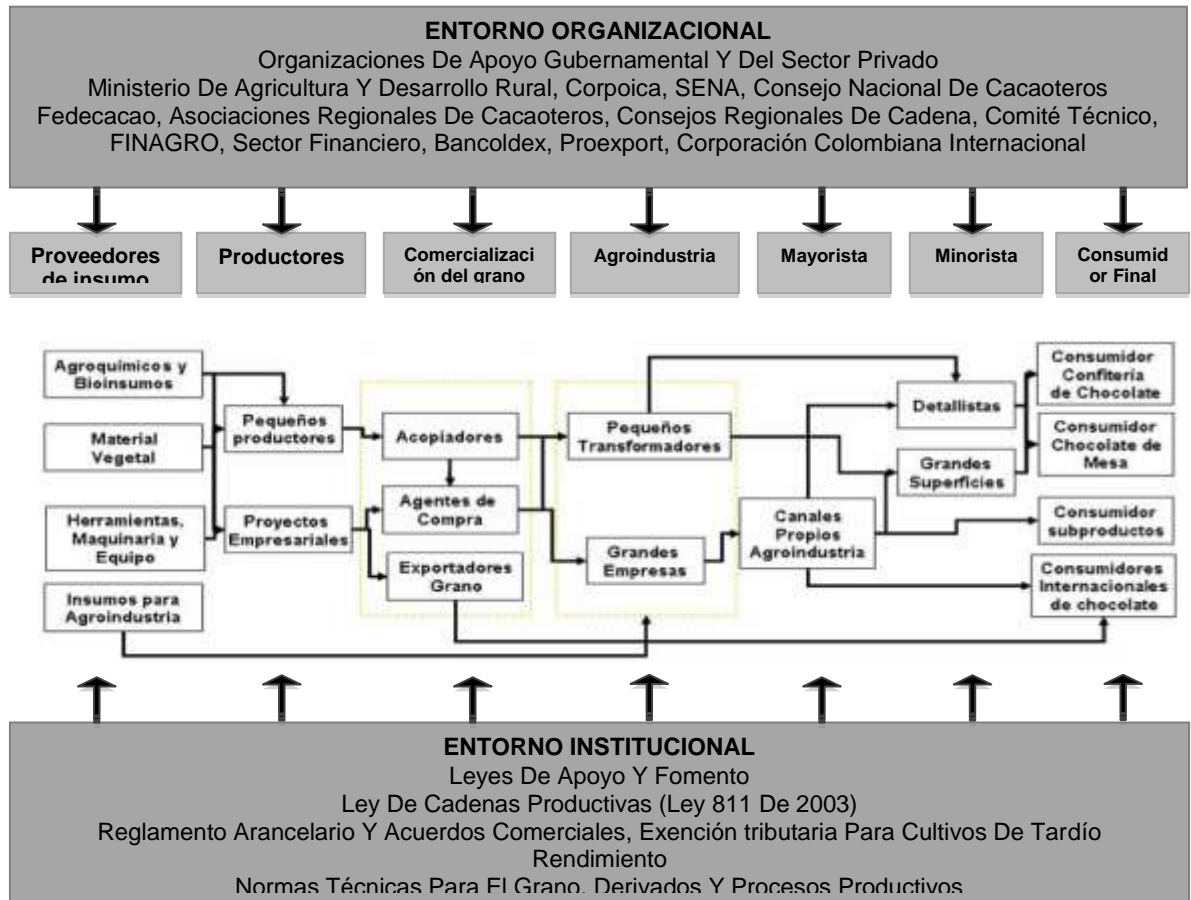 ENTORNO ORGANIZACIONAL
Organizaciones De Apoyo Gubernamental Y Del Sector Privado
Ministerio De Agricultura Y Desarrollo Rural, Corpoica, SENA, Consejo Nacional De Cacaoteros
Fedecacao, Asociaciones Regionales De Cacaoteros, Consejos Regionales De Cadena, Comité Técnico,
FINAGRO, Sector Financiero, Bancoldex, Proexport, Corporación Colombiana Internacional
Proveedores
de insumo
Productores
Comercializaci
ón del grano
Agroindustria
Mayorista
Minorista
Consumid
or Final
Agroquímicos y
Bioinsumos
Material
Vegetal
Herramientas,
Maquinaria y
Equipo
Insumos para
Agroindustria
Pequeños
productores
Proyectos
Empresariales
Acopiadores
Agentes de
Compra
Exportadores
Grano
Pequeños
Transformadores
Grandes
Empresas
Canales
Propios
Agroindustria
Detallistas
Grandes
Superficies
Consumidor
Confitería
de Chocolate
Consumidor
Chocolate de
Mesa
Consumidor
subproductos
Consumidores
Internacionales
de chocolate
ENTORNO INSTITUCIONAL
Leyes De Apoyo Y Fomento
Ley De Cadenas Productivas (Ley 811 De 2003)
Reglamento Arancelario Y Acuerdos Comerciales, Exención tributaria Para Cultivos De Tardío
Rendimiento
Normas Técnicas Para El Grano, Derivados Y Procesos Productivos